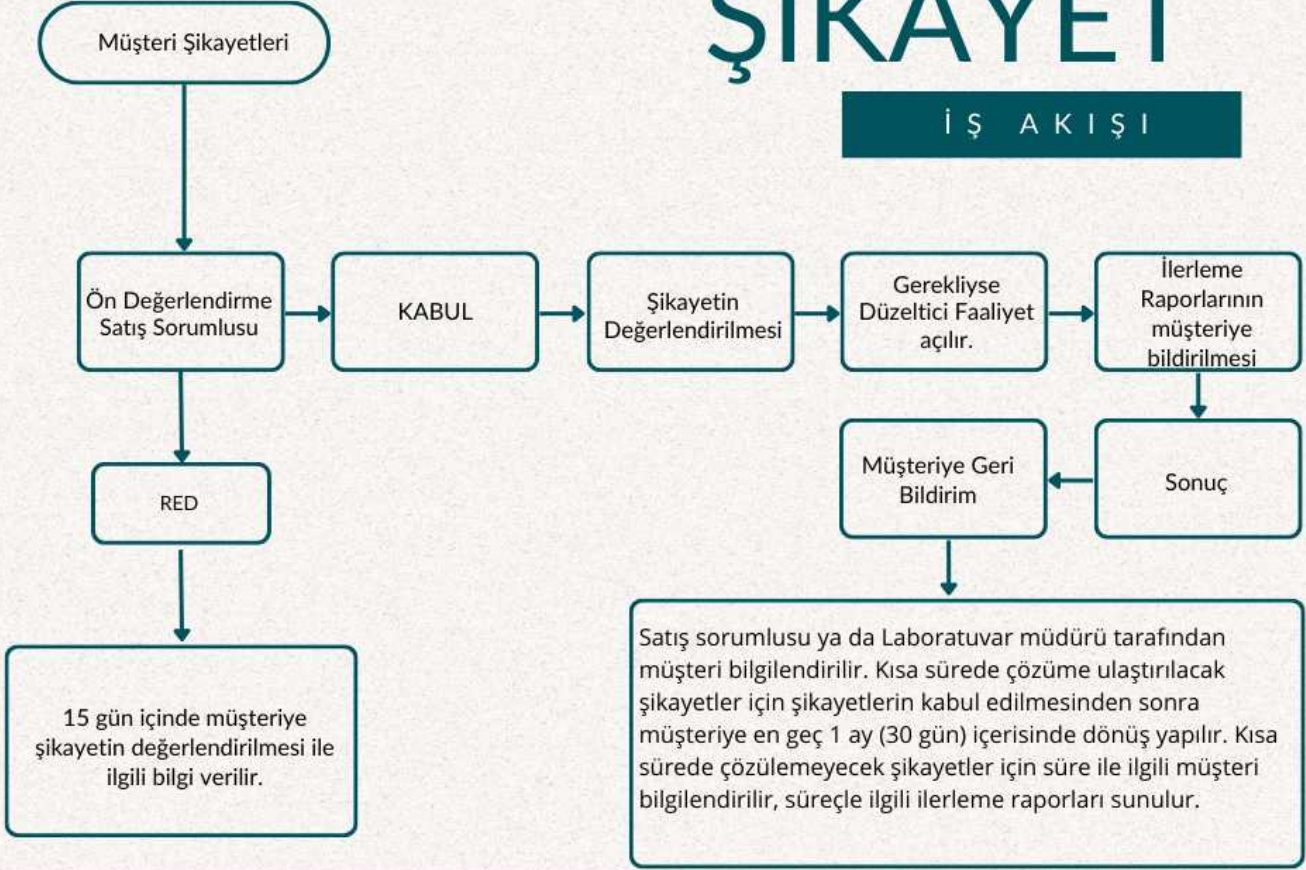 ŞİKAYET
İŞ AKIŞI
Müşteri Şikayetleri
Ön Değerlendirme
Satış Sorumlusu
KABUL
Şikayetin
Değerlendirilmesi
Gerekliyse
Düzeltici Faaliyet
açılır.
İlerleme
Raporlarının
müşteriye
bildirilmesi
Sonuç
Müşteriye Geri
Bildirim
RED
15 gün içinde müşteriye
şikayetin değerlendirilmesi ile
ilgili bilgi verilir.
Satış sorumlusu ya da Laboratuvar müdürü tarafından
müşteri bilgilendirilir. Kısa sürede çözüme ulaştırılacak
şikayetler için şikayetlerin kabul edilmesinden sonra
müşteriye en geç 1 ay (30 gün) içerisinde dönüş yapılır. Kısa
sürede çözülemeyecek şikayetler için süre ile ilgili müşteri
bilgilendirilir, süreçle ilgili ilerleme raporları sunulur.